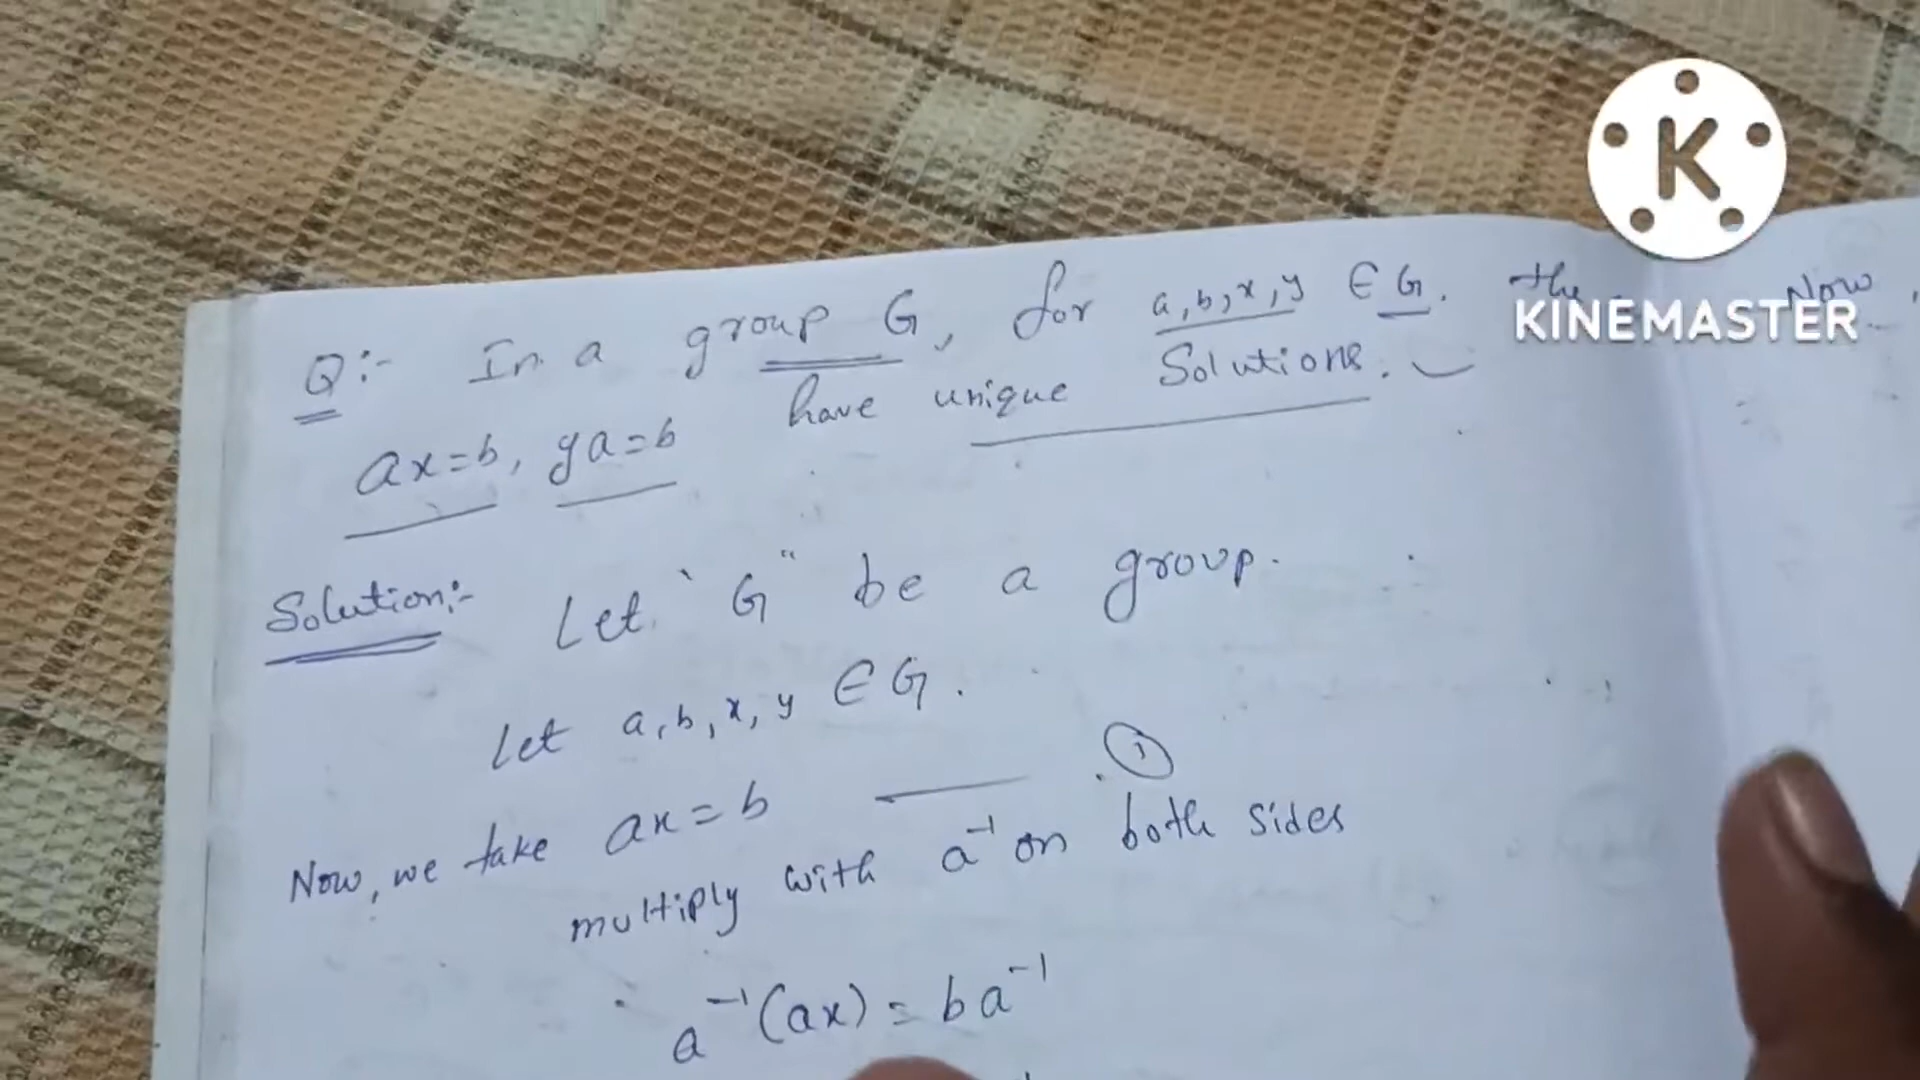 Q:- In a group G, for a,b,x,y ∈ G. the
ax=b, ya=b have unique Solutions.
Solution:- Let "G" be a group.
Let a,b,x,y ∈ G.
Now, we take ax=b —— ①
multiply with a⁻¹ on both sides
a⁻¹(ax) = ba⁻¹
Now,
K
KINEMASTER